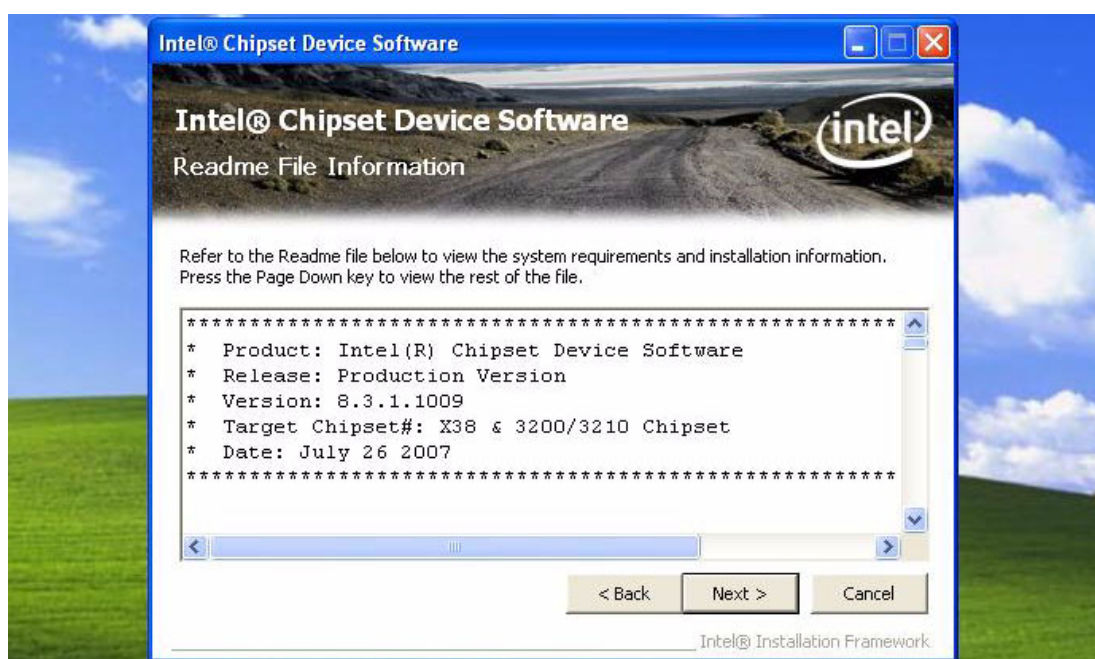 Intel® Chipset Device Software
Intel® Chipset Device Software
intel
Readme File Information
Refer to the Readme file below to view the system requirements and installation information.
Press the Page Down key to view the rest of the file.
*********************************************************
* Product: Intel(R) Chipset Device Software
* Release: Production Version
* Version: 8.3.1.1009
* Target Chipset#: X38 & 3200/3210 Chipset
* Date: July 26 2007
*********************************************************
< Back Next > Cancel
Intel® Installation Framework